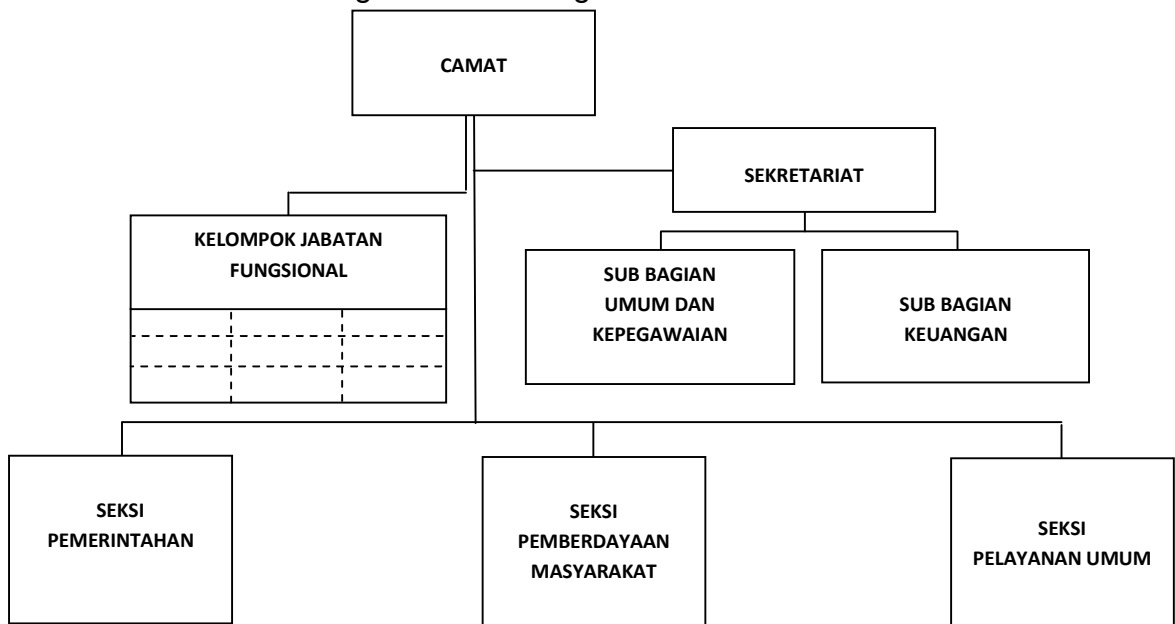 CAMAT
SEKRETARIAT
KELOMPOK JABATAN
FUNGSIONAL
SUB BAGIAN
UMUM DAN
KEPEGAWAIAN
SUB BAGIAN
KEUANGAN
SEKSI
PEMERINTAHAN
SEKSI
PEMBERDAYAAN
MASYARAKAT
SEKSI
PELAYANAN UMUM